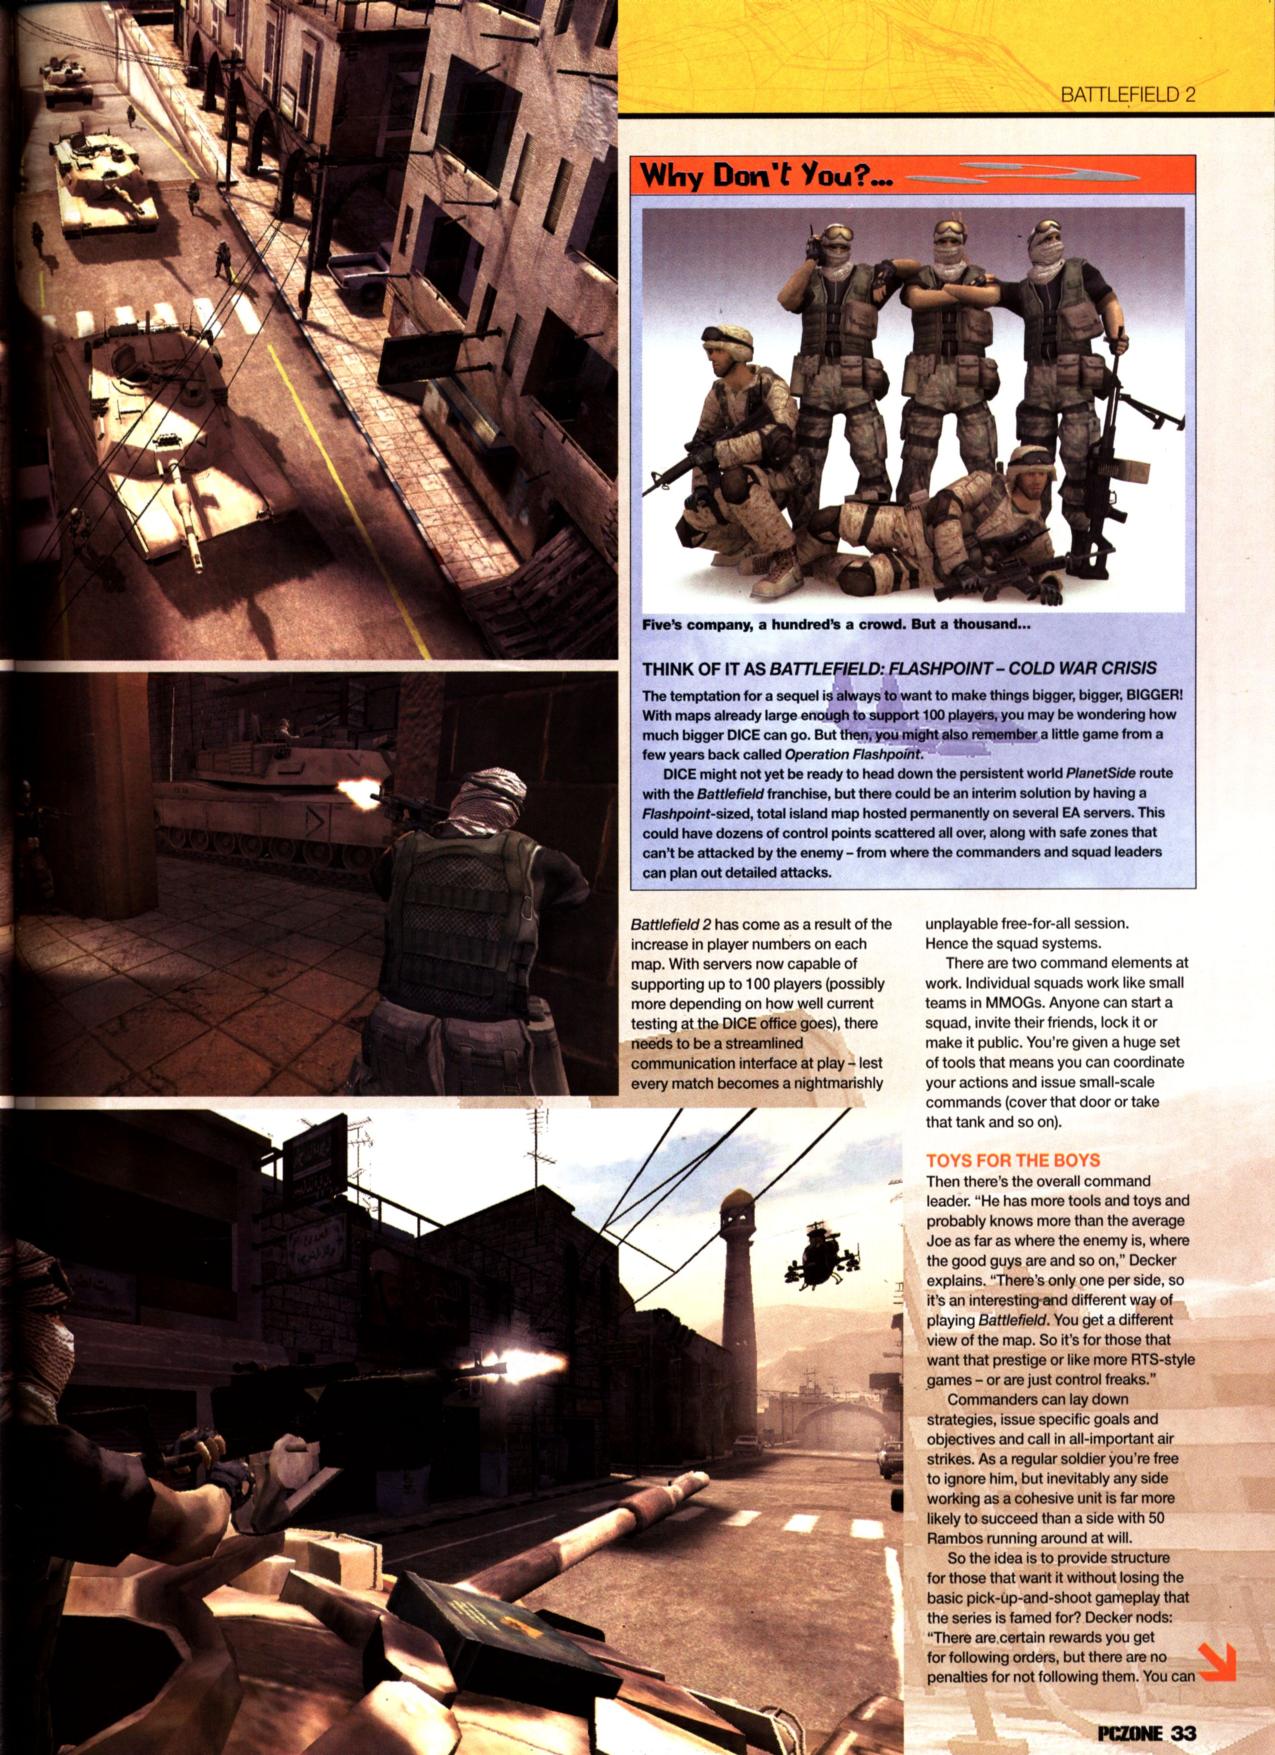 BATTLEFIELD 2
Why Don't You?...
Five's company, a hundred's a crowd. But a thousand...
THINK OF IT AS BATTLEFIELD: FLASHPOINT – COLD WAR CRISIS
The temptation for a sequel is always to want to make things bigger, bigger, BIGGER!
With maps already large enough to support 100 players, you may be wondering how
much bigger DICE can go. But then, you might also remember a little game from a
few years back called Operation Flashpoint.
DICE might not yet be ready to head down the persistent world PlanetSide route
with the Battlefield franchise, but there could be an interim solution by having a
Flashpoint-sized, total island map hosted permanently on several EA servers. This
could have dozens of control points scattered all over, along with safe zones that
can't be attacked by the enemy – from where the commanders and squad leaders
can plan out detailed attacks.
Battlefield 2 has come as a result of the
increase in player numbers on each
map. With servers now capable of
supporting up to 100 players (possibly
more depending on how well current
testing at the DICE office goes), there
needs to be a streamlined
communication interface at play – lest
every match becomes a nightmarishly
unplayable free-for-all session.
Hence the squad systems.
There are two command elements at
work. Individual squads work like small
teams in MMOGs. Anyone can start a
squad, invite their friends, lock it or
make it public. You're given a huge set
of tools that means you can coordinate
your actions and issue small-scale
commands (cover that door or take
that tank and so on).
TOYS FOR THE BOYS
Then there's the overall command
leader. “He has more tools and toys and
probably knows more than the average
Joe as far as where the enemy is, where
the good guys are and so on,” Decker
explains. “There's only one per side, so
it's an interesting and different way of
playing Battlefield. You get a different
view of the map. So it's for those that
want that prestige or like more RTS-style
games – or are just control freaks.”
Commanders can lay down
strategies, issue specific goals and
objectives and call in all-important air
strikes. As a regular soldier you're free
to ignore him, but inevitably any side
working as a cohesive unit is far more
likely to succeed than a side with 50
Rambos running around at will.
So the idea is to provide structure
for those that want it without losing the
basic pick-up-and-shoot gameplay that
the series is famed for? Decker nods:
“There are certain rewards you get
for following orders, but there are no
penalties for not following them. You can
PCZONE 33